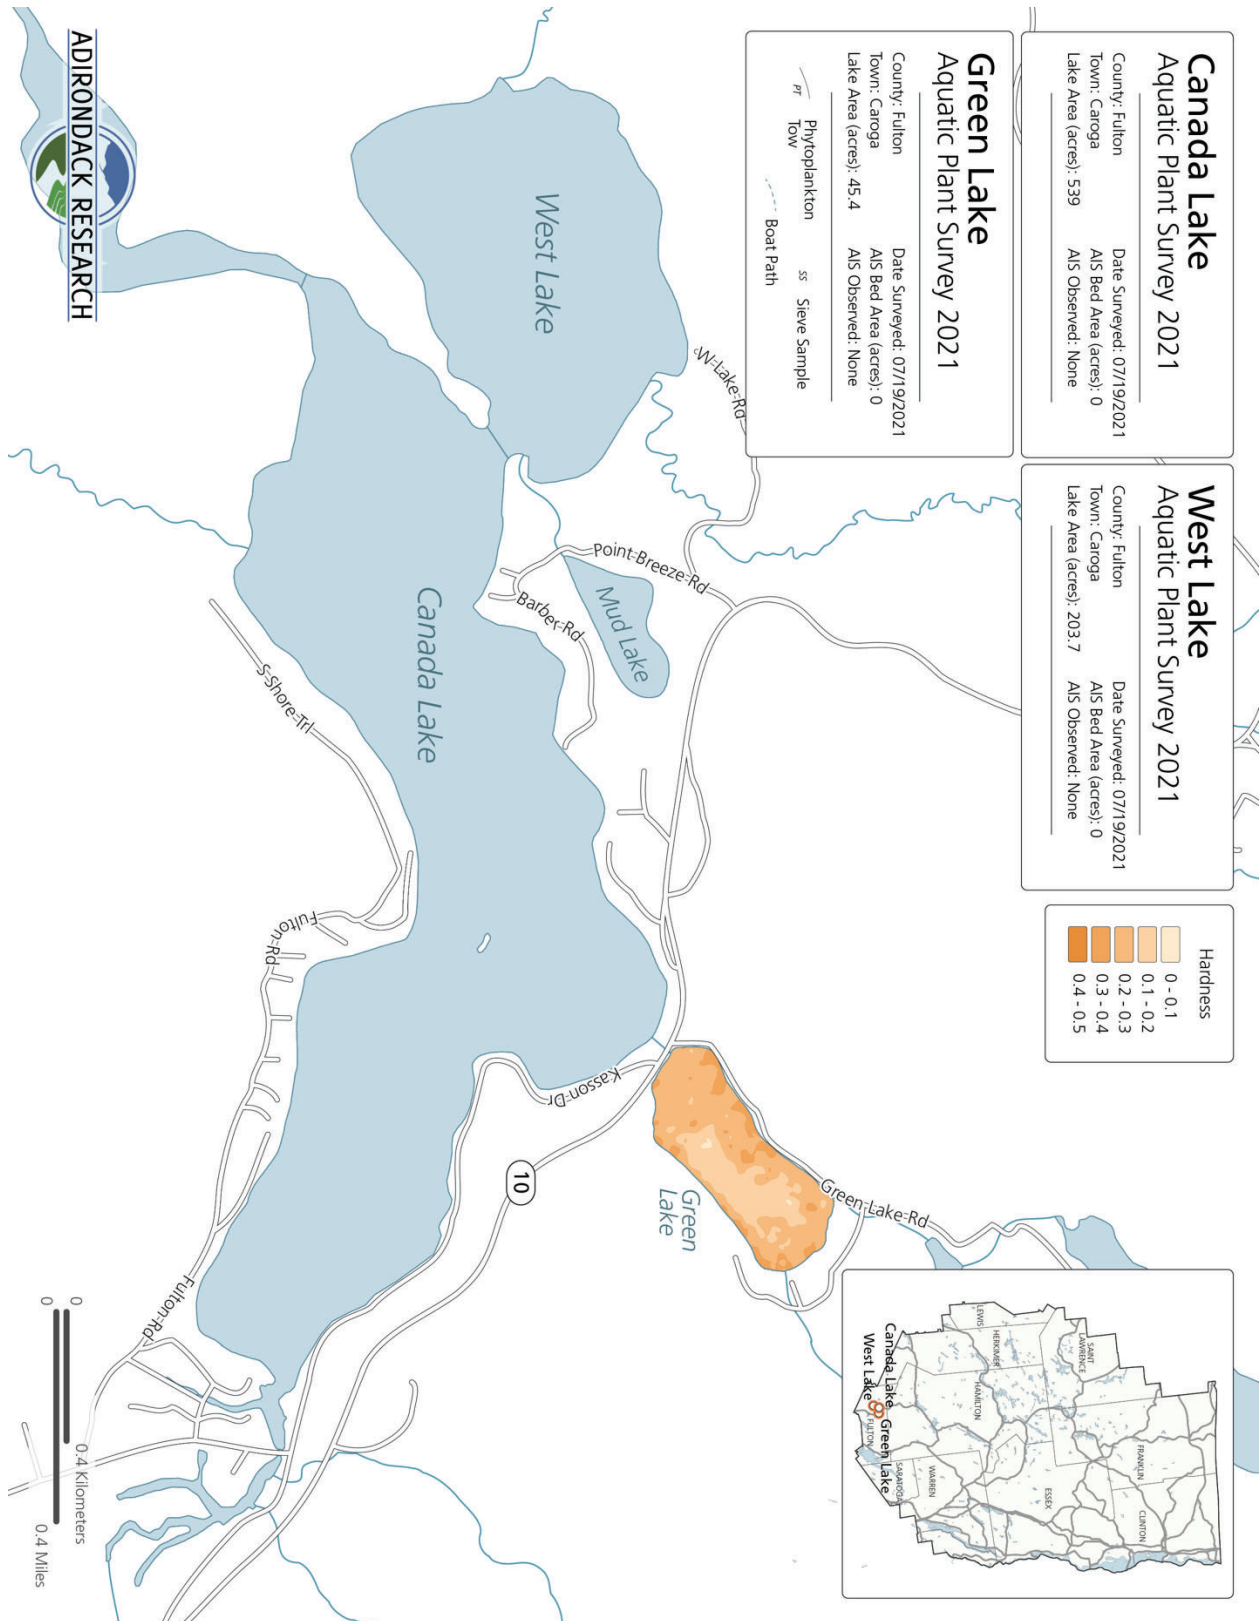 Canada Lake
Aquatic Plant Survey 2021
County: Fulton
Town: Caroga
Lake Area (acres): 539
Date Surveyed: 07/19/2021
AIS Bed Area (acres): 0
AIS Observed: None
West Lake
Aquatic Plant Survey 2021
County: Fulton
Town: Caroga
Lake Area (acres): 203.7
Date Surveyed: 07/19/2021
AIS Bed Area (acres): 0
AIS Observed: None
Green Lake
Aquatic Plant Survey 2021
County: Fulton
Town: Caroga
Lake Area (acres): 45.4
Date Surveyed: 07/19/2021
AIS Bed Area (acres): 0
AIS Observed: None
PT
Phytoplankton
Tow
SS
Sieve Sample
Boat Path
Hardness
0 - 0.1
0.1 - 0.2
0.2 - 0.3
0.3 - 0.4
0.4 - 0.5
SAINT
LAWRENCE
FRANKLIN
CLINTON
LEWIS
HERKIMER
HAMILTON
ESSEX
WARREN
Canada Lake
Green Lake
West Lake
FULTON
SARATOGA
Green Lake Rd
W Lake Rd
Point Breeze Rd
Mud Lake
Barber Rd
West Lake
Green
Lake
Kasson Dr
10
Canada Lake
S Shore Trl
Fulton Rd
Fulton Rd
ADIRONDACK RESEARCH
0
0.4 Kilometers
0
0.4 Miles